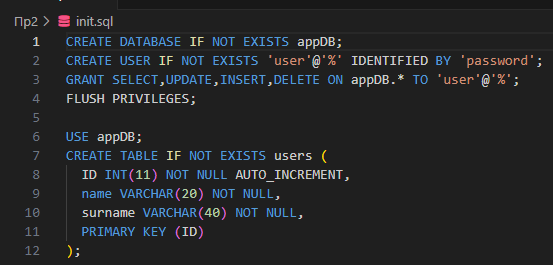 Пр2 > init.sql
1 CREATE DATABASE IF NOT EXISTS appDB;
2 CREATE USER IF NOT EXISTS 'user'@'%' IDENTIFIED BY 'password';
3 GRANT SELECT,UPDATE,INSERT,DELETE ON appDB.* TO 'user'@'%';
4 FLUSH PRIVILEGES;
5
6 USE appDB;
7 CREATE TABLE IF NOT EXISTS users (
8   ID INT(11) NOT NULL AUTO_INCREMENT,
9   name VARCHAR(20) NOT NULL,
10   surname VARCHAR(40) NOT NULL,
11   PRIMARY KEY (ID)
12 );